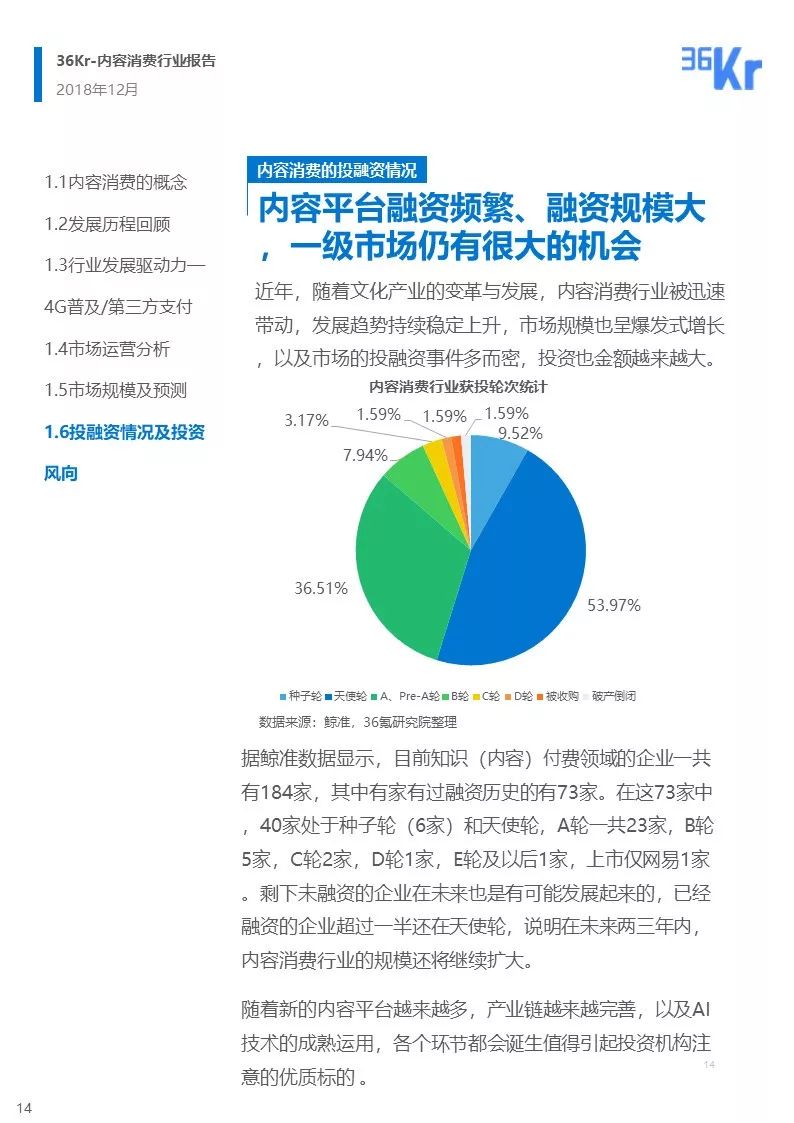 36Kr-内容消费行业报告
2018年12月
36Kr
1.1内容消费的概念
1.2发展历程回顾
1.3行业发展驱动力—
4G普及/第三方支付
1.4市场运营分析
1.5市场规模及预测
1.6投融资情况及投资
风向
内容消费的投融资情况
内容平台融资频繁、融资规模大
，一级市场仍有很大的机会
近年，随着文化产业的变革与发展，内容消费行业被迅速
带动，发展趋势持续稳定上升，市场规模也呈爆发式增长
，以及市场的投融资事件多而密，投资也金额越来越大。
内容消费行业获投轮次统计
3.17%
1.59%
1.59%
1.59%
9.52%
7.94%
36.51%
53.97%
种子轮 天使轮 A、Pre-A轮 B轮 C轮 D轮 被收购 破产倒闭
数据来源：鲸准，36氪研究院整理
据鲸准数据显示，目前知识（内容）付费领域的企业一共
有184家，其中有家有过融资历史的有73家。在这73家中
，40家处于种子轮（6家）和天使轮，A轮一共23家，B轮
5家，C轮2家，D轮1家，E轮及以后1家，上市仅网易1家
。剩下未融资的企业在未来也是有可能发展起来的，已经
融资的企业超过一半还在天使轮，说明在未来两三年内，
内容消费行业的规模还将继续扩大。
随着新的内容平台越来越多，产业链越来越完善，以及AI
技术的成熟运用，各个环节都会诞生值得引起投资机构注
意的优质标的 。
14
14